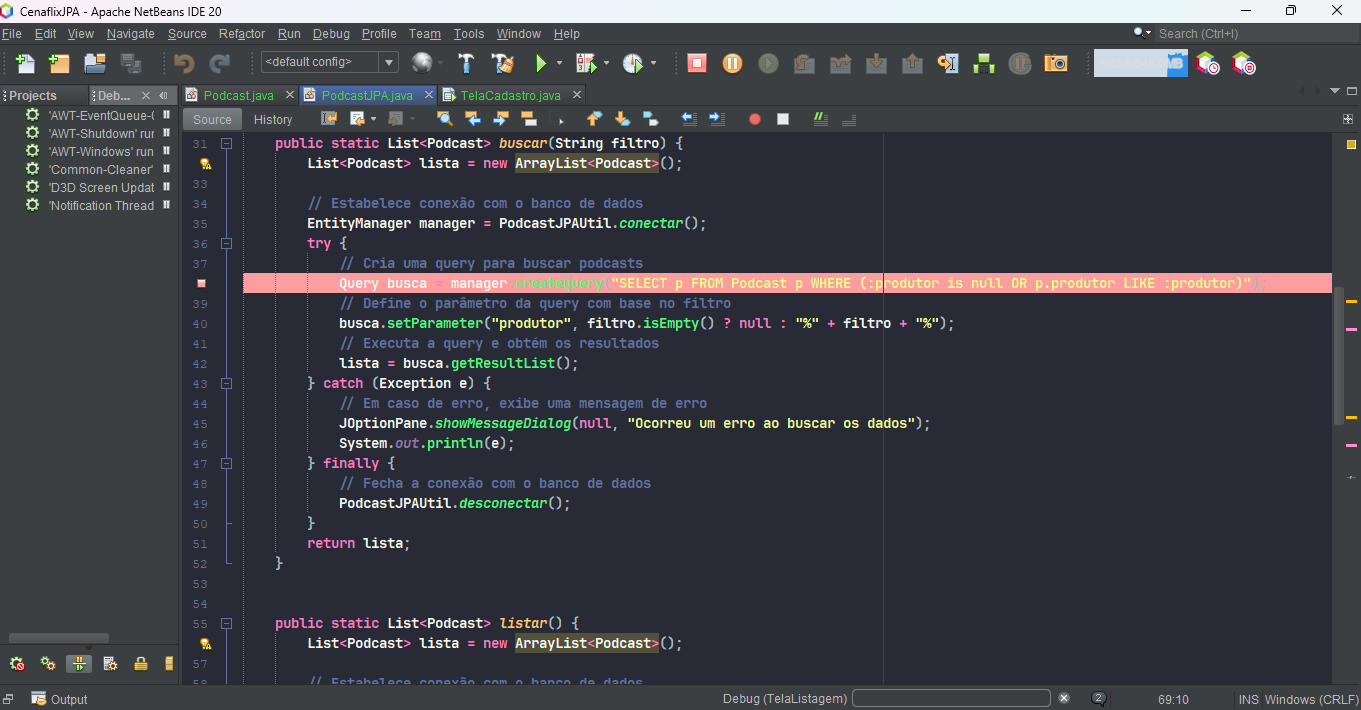 CenaflixJPA - Apache NetBeans IDE 20
File Edit View Navigate Source Refactor Run Debug Profile Team Tools Window Help
Search (Ctrl+I)
<default config>
MB
Projects
Deb...
Podcast.java
PodcastJPA.java
TelaCadastro.java
Source History
'AWT-EventQueue-(
'AWT-Shutdown' rur
'AWT-Windows' run
'Common-Cleaner'
'D3D Screen Updat
'Notification Thread
31 public static List<Podcast> buscar(String filtro) {
List<Podcast> lista = new ArrayList<Podcast>();
33
34 // Estabelece conexão com o banco de dados
35 EntityManager manager = PodcastJPAUtil.conectar();
36 try {
37 // Cria uma query para buscar podcasts
Query busca = manager.createQuery("SELECT p FROM Podcast p WHERE (:produtor is null OR p.produtor LIKE :produtor)");
39 // Define o parâmetro da query com base no filtro
40 busca.setParameter("produtor", filtro.isEmpty() ? null : "%" + filtro + "%");
41 // Executa a query e obtém os resultados
42 lista = busca.getResultList();
43 } catch (Exception e) {
44 // Em caso de erro, exibe uma mensagem de erro
45 JOptionPane.showMessageDialog(null, "Ocorreu um erro ao buscar os dados");
46 System.out.println(e);
47 } finally {
48 // Fecha a conexão com o banco de dados
49 PodcastJPAUtil.desconectar();
50 }
51 return lista;
52 }
53
54
55 public static List<Podcast> listar() {
List<Podcast> lista = new ArrayList<Podcast>();
57
58 // Estabelece conexão com o banco de dados
Output
Debug (TelaListagem)
2
69:10
INS Windows (CRLF)